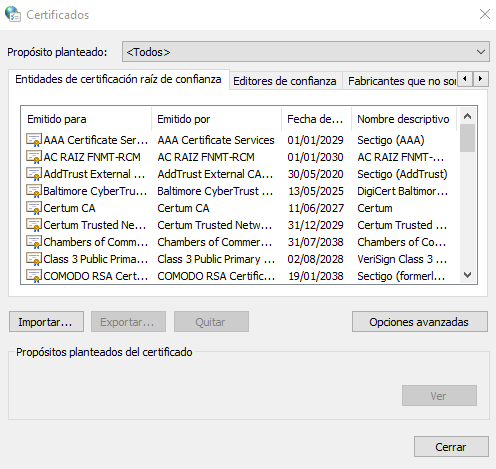 Certificados
Propósito planteado: <Todos>
Entidades de certificación raíz de confianza Editores de confianza Fabricantes que no son
Emitido para Emitido por Fecha de... Nombre descriptivo
AAA Certificate Ser... AAA Certificate Services 01/01/2029 Sectigo (AAA)
AC RAIZ FNMT-RCM AC RAIZ FNMT-RCM 01/01/2030 AC RAIZ FNMT-...
AddTrust External ... AddTrust External CA... 30/05/2020 Sectigo (AddTrust)
Baltimore CyberTru... Baltimore CyberTrust ... 13/05/2025 DigiCert Baltimor...
Certum CA Certum CA 11/06/2027 Certum
Certum Trusted Ne... Certum Trusted Netw... 31/12/2029 Certum Trusted ...
Chambers of Comm... Chambers of Commer... 31/07/2038 Chambers of Co...
Class 3 Public Prima... Class 3 Public Primary ... 02/08/2028 VeriSign Class 3 ...
COMODO RSA Cert... COMODO RSA Certific... 19/01/2038 Sectigo (formerl...
Importar... Exportar... Quitar Opciones avanzadas
Propósitos planteados del certificado
Ver
Cerrar